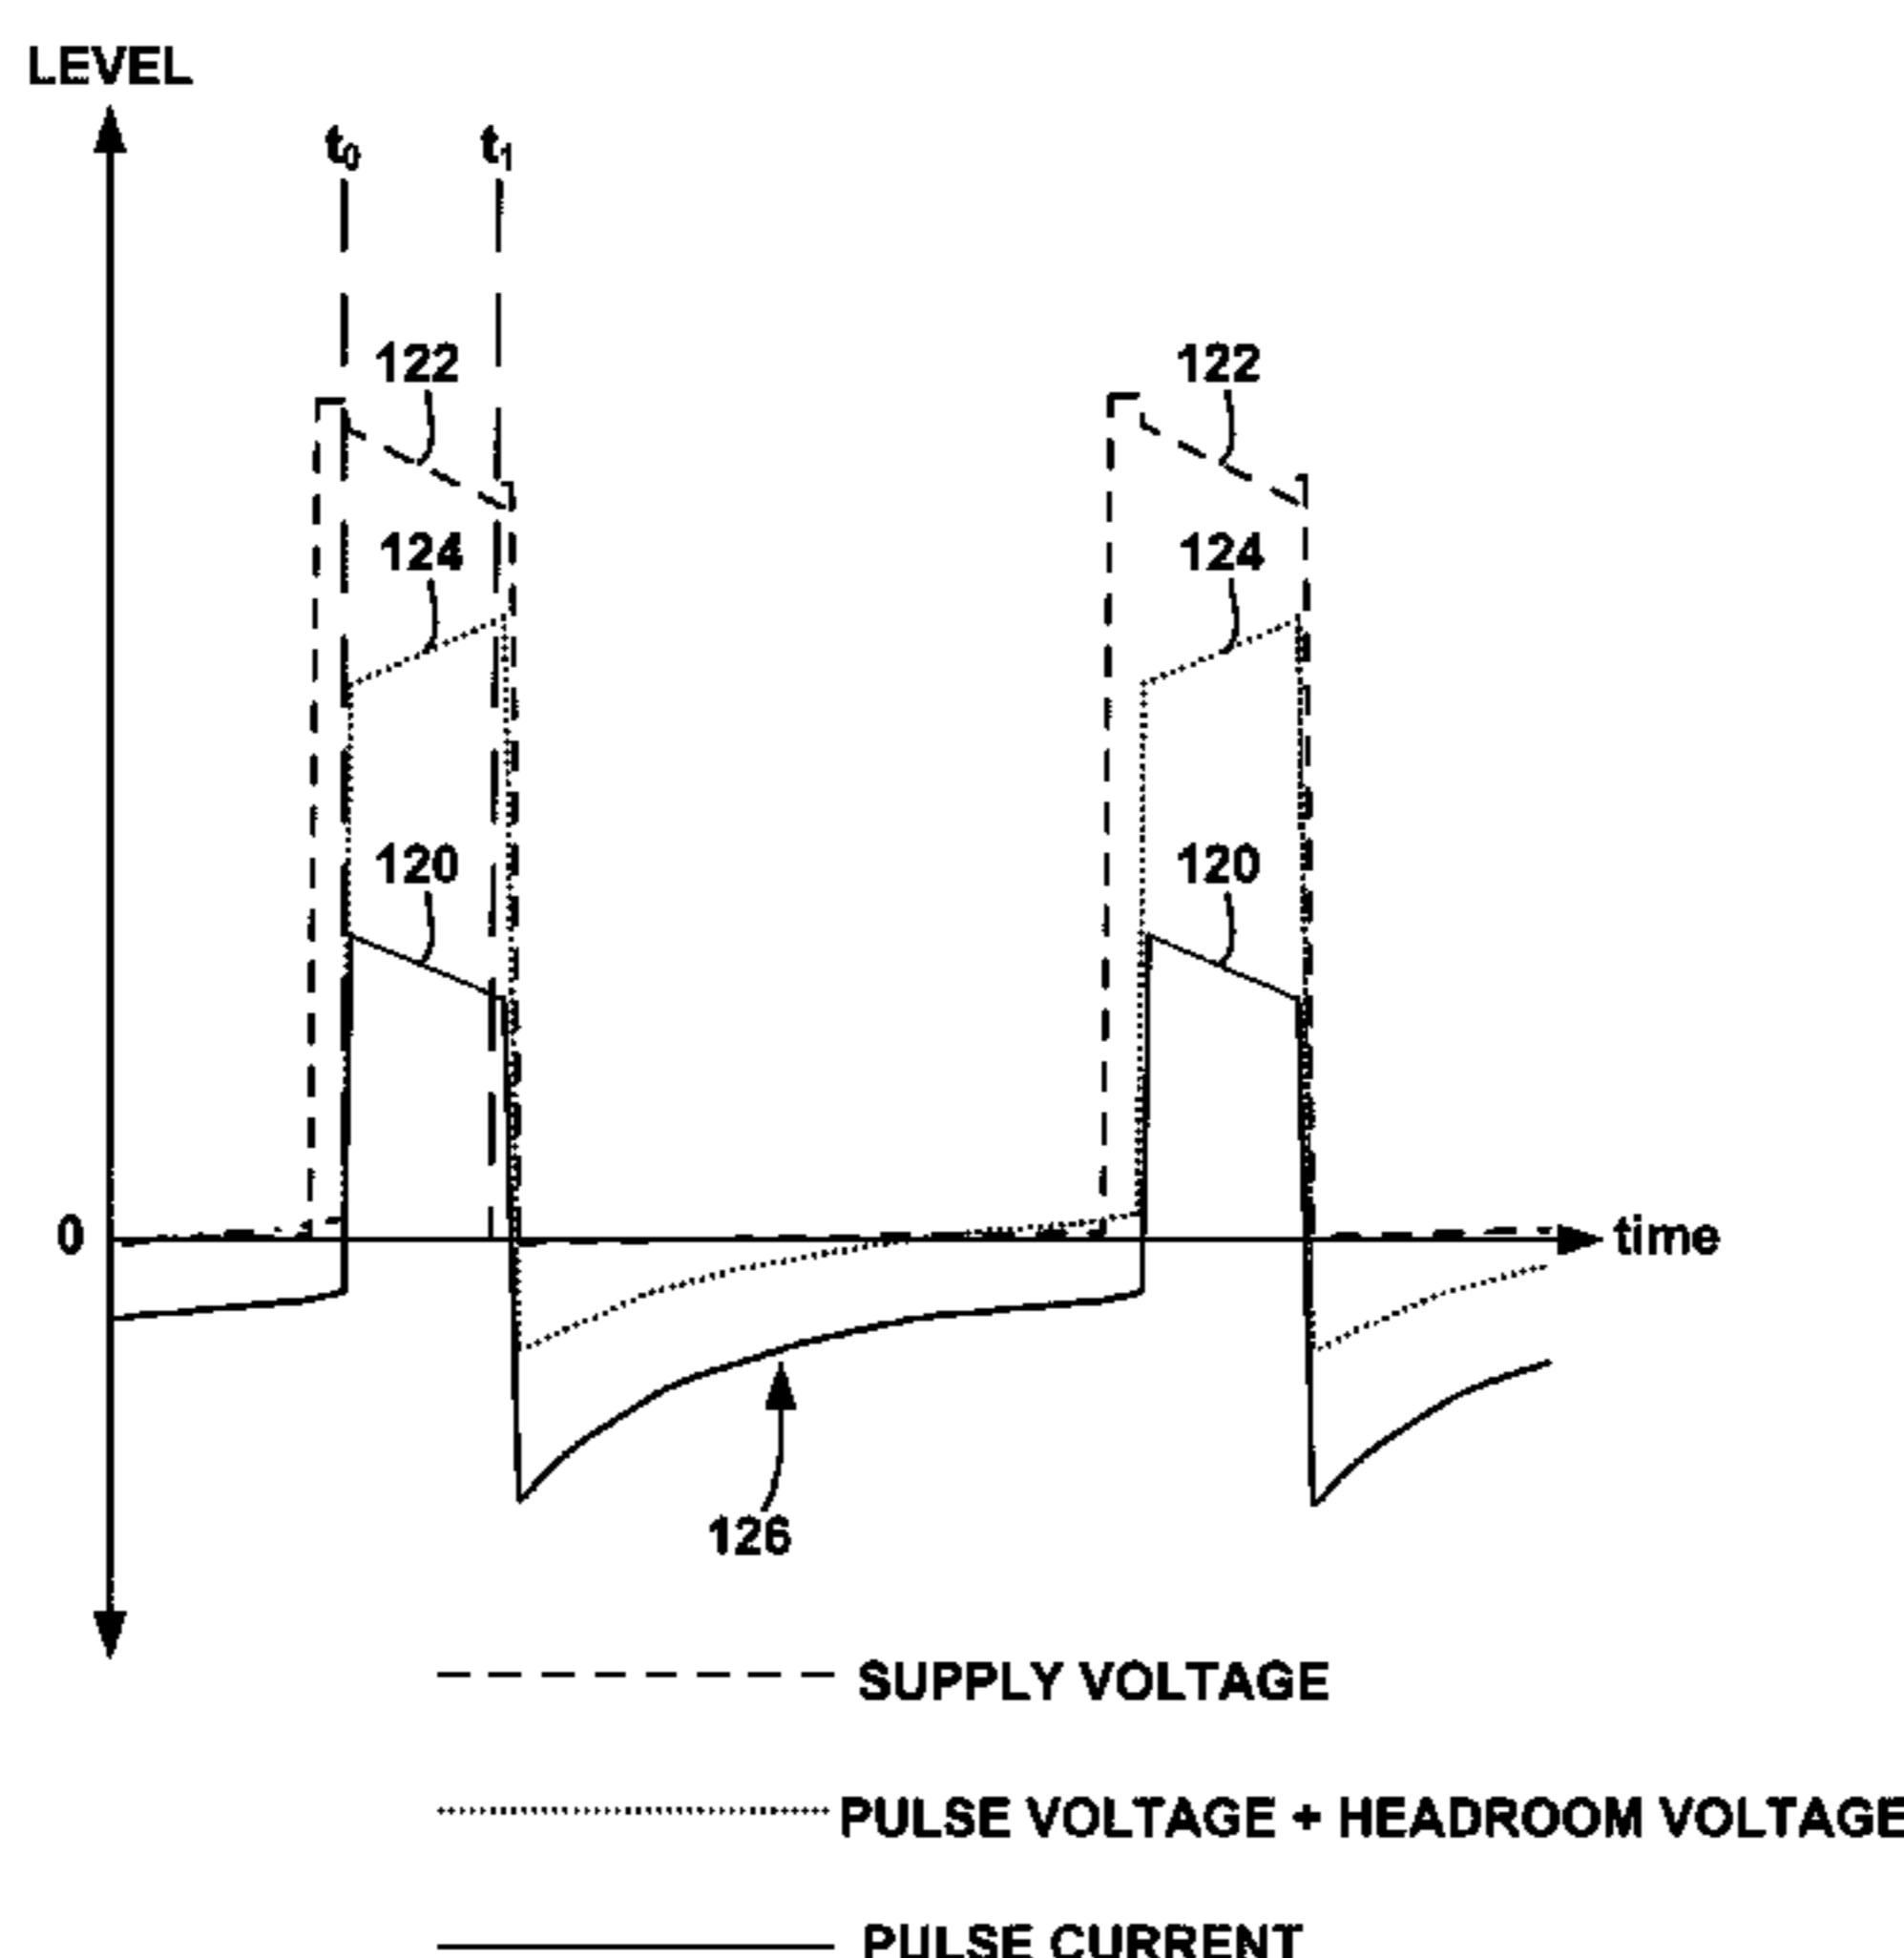 LEVEL
t0 t1
122 122
124 124
120 120
0 time
126
SUPPLY VOLTAGE
PULSE VOLTAGE + HEADROOM VOLTAGE
PULSE CURRENT